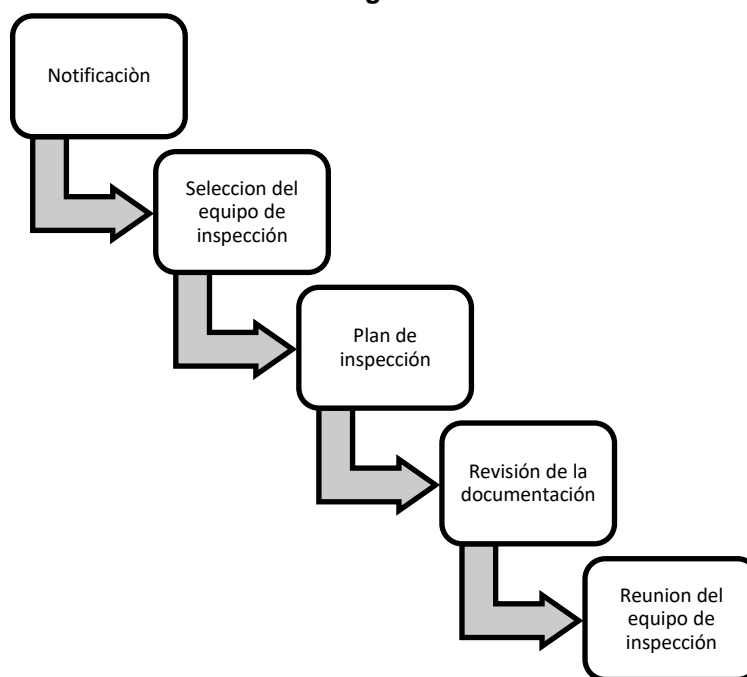 Notificaciòn
Seleccion del
equipo de
inspección
Plan de
inspección
Revisión de la
documentación
Reunion del
equipo de
inspección